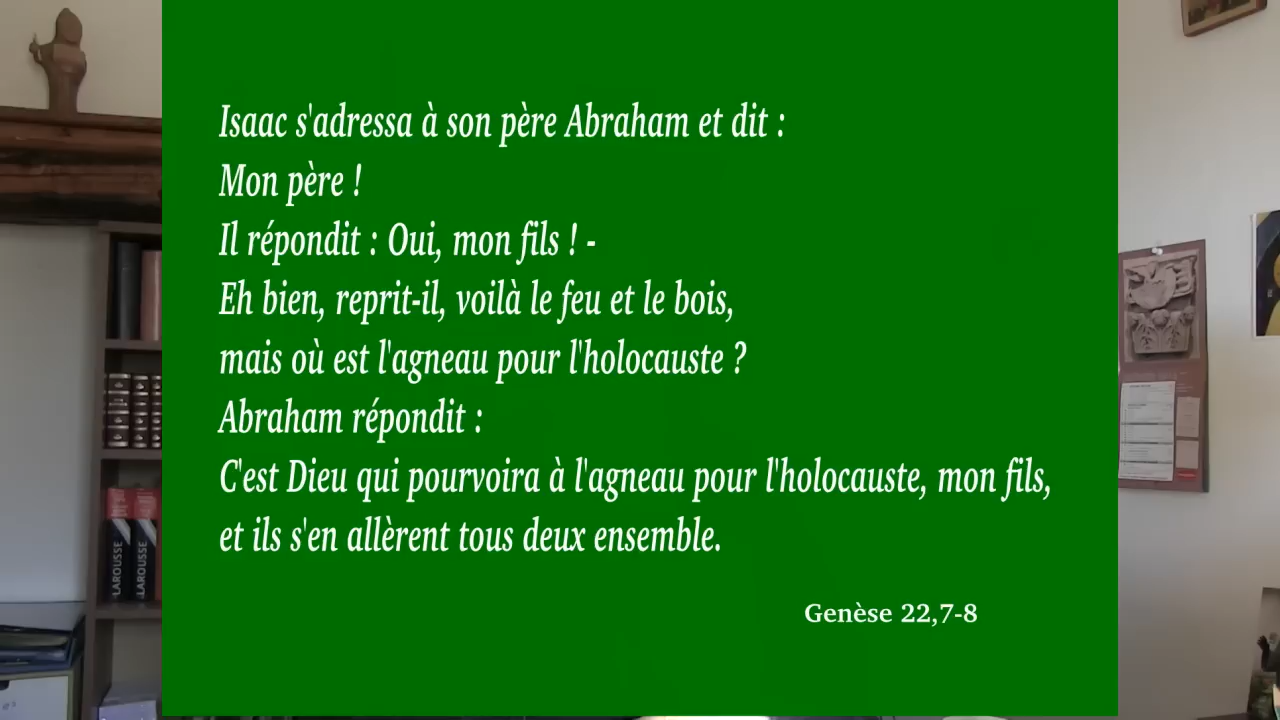 Isaac s'adressa à son père Abraham et dit :
Mon père !
Il répondit : Oui, mon fils ! -
Eh bien, reprit-il, voilà le feu et le bois,
mais où est l'agneau pour l'holocauste ?
Abraham répondit :
C'est Dieu qui pourvoira à l'agneau pour l'holocauste, mon fils,
et ils s'en allèrent tous deux ensemble.
Genèse 22,7-8
LAROUSSE
LAROUSSE